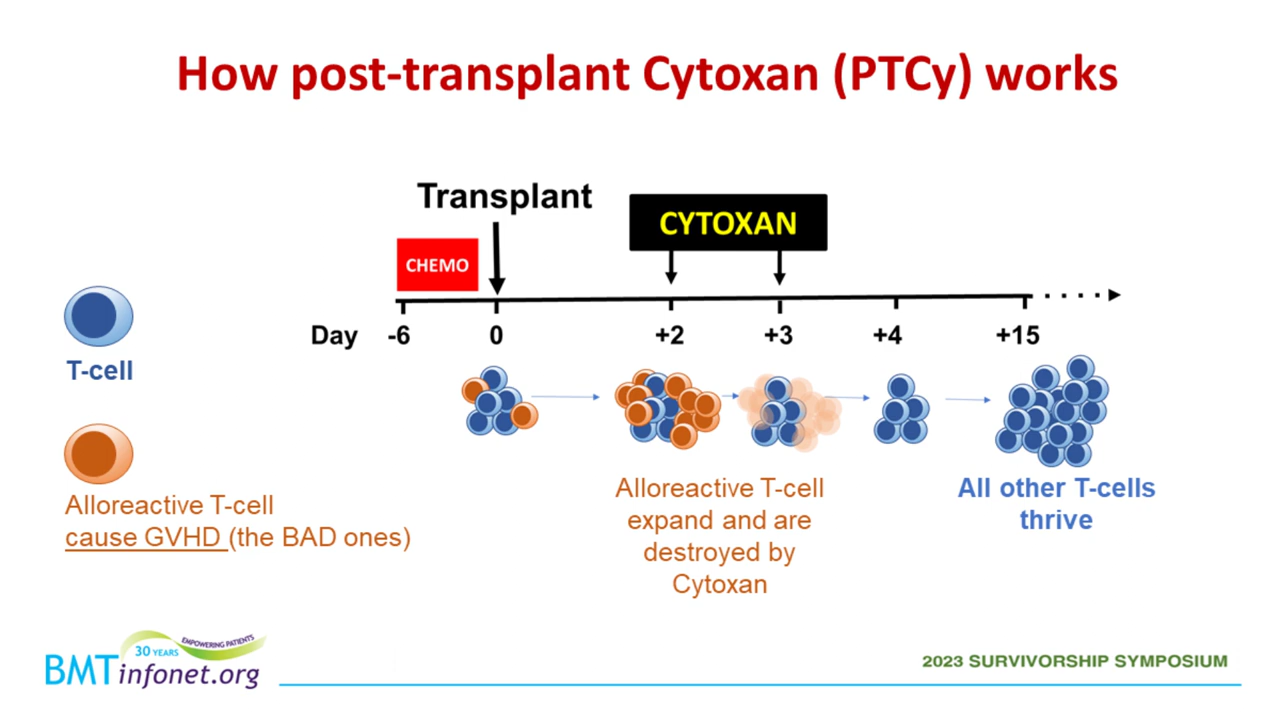 How post-transplant Cytoxan (PTCy) works
Transplant
CYTOXAN
CHEMO
Day -6 0 +2 +3 +4 +15
T-cell
Alloreactive T-cell
cause GVHD (the BAD ones)
Alloreactive T-cell
expand and are
destroyed by
Cytoxan
All other T-cells
thrive
30 YEARS
EMPOWERING PATIENTS
BMTinfonet.org
2023 SURVIVORSHIP SYMPOSIUM